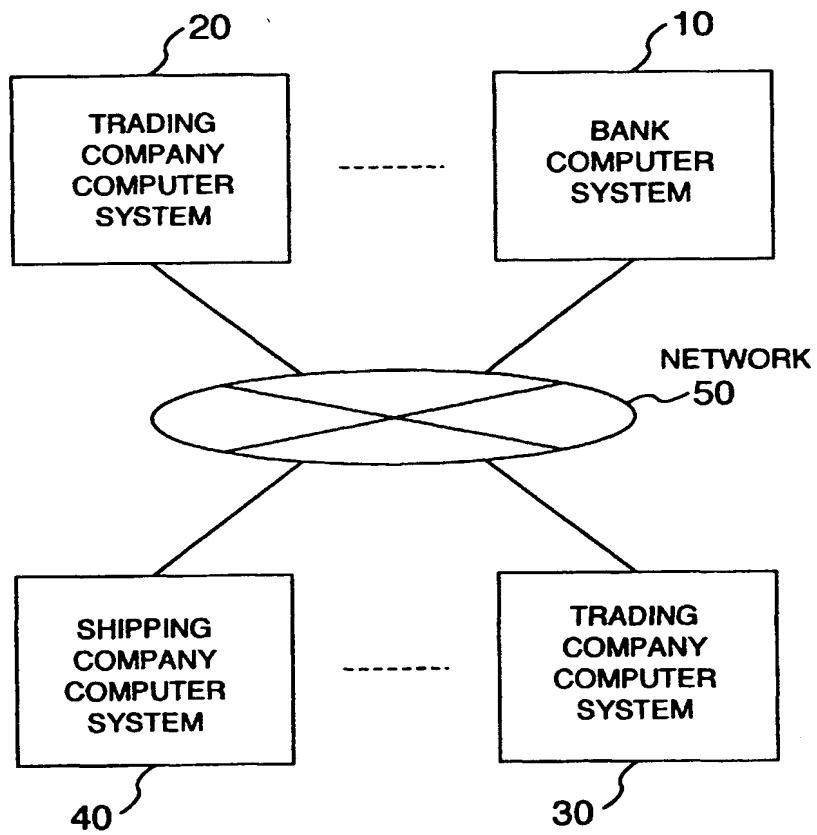 20
10
TRADING
COMPANY
COMPUTER
SYSTEM
BANK
COMPUTER
SYSTEM
NETWORK
50
SHIPPING
COMPANY
COMPUTER
SYSTEM
TRADING
COMPANY
COMPUTER
SYSTEM
40
30